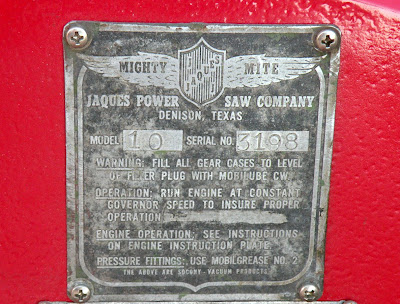 MIGHTY JAQUES MITE
JAQUES POWER SAW COMPANY
DENISON, TEXAS
MODEL 10 SERIAL NO. 3198
WARNING: FILL ALL GEAR CASES TO LEVEL
OF FILLER PLUG WITH MOBILUBE CW.
OPERATION: RUN ENGINE AT CONSTANT
GOVERNOR SPEED TO INSURE PROPER
OPERATION
ENGINE OPERATION: SEE INSTRUCTIONS
ON ENGINE INSTRUCTION PLATE.
PRESSURE FITTINGS: USE MOBILGREASE NO. 2
THE ABOVE ARE SOCONY-VACUUM PRODUCTS